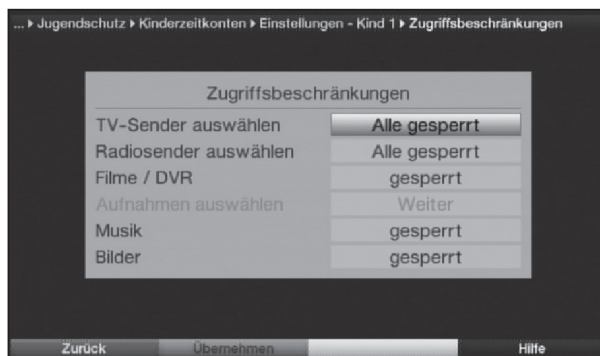 ... ▸ Jugendschutz ▸ Kinderzeitkonten ▸ Einstellungen - Kind 1 ▸ Zugriffsbeschränkungen
Zugriffsbeschränkungen
TV-Sender auswählen Alle gesperrt
Radiosender auswählen Alle gesperrt
Filme / DVR gesperrt
Aufnahmen auswählen Weiter
Musik gesperrt
Bilder gesperrt
Zurück Übernehmen Hilfe